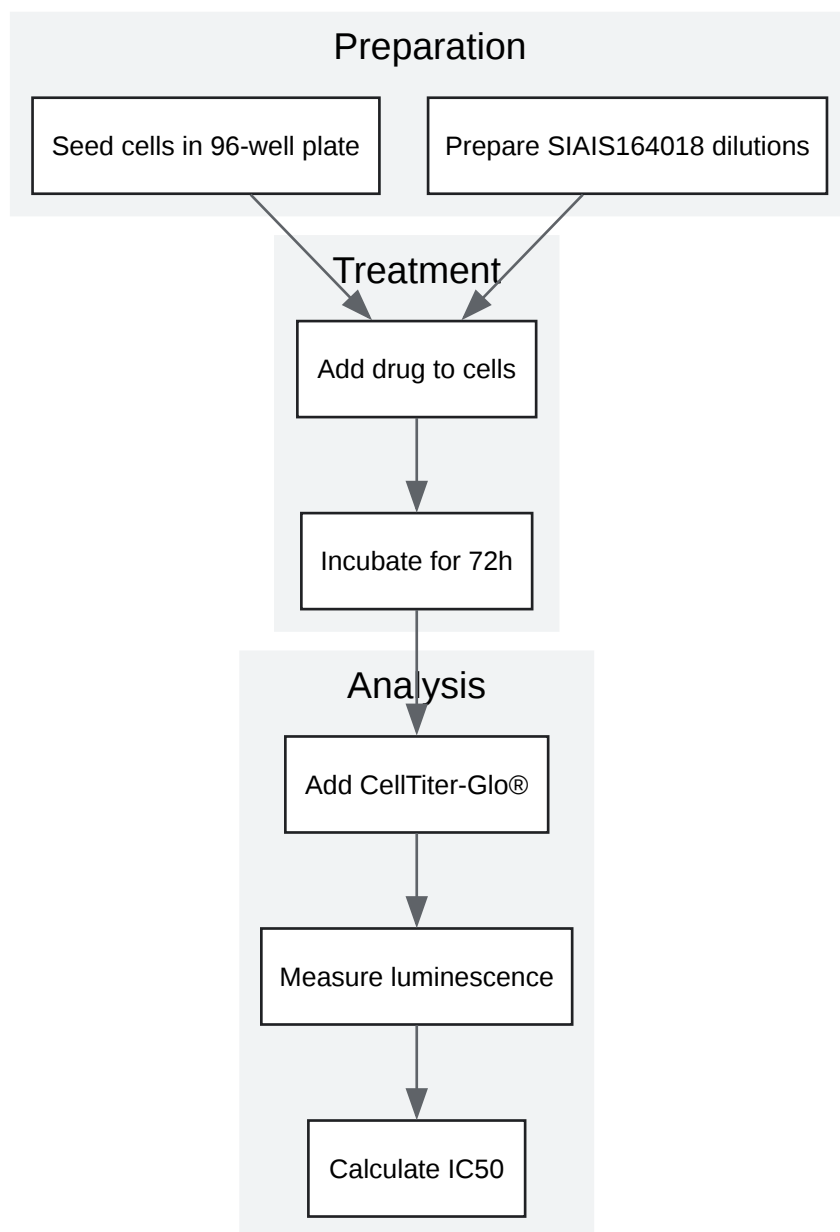 Preparation
Seed cells in 96-well plate
Prepare SIAIS164018 dilutions
Treatment
Add drug to cells
Incubate for 72h
Analysis
Add CellTiter-Glo®
Measure luminescence
Calculate IC50